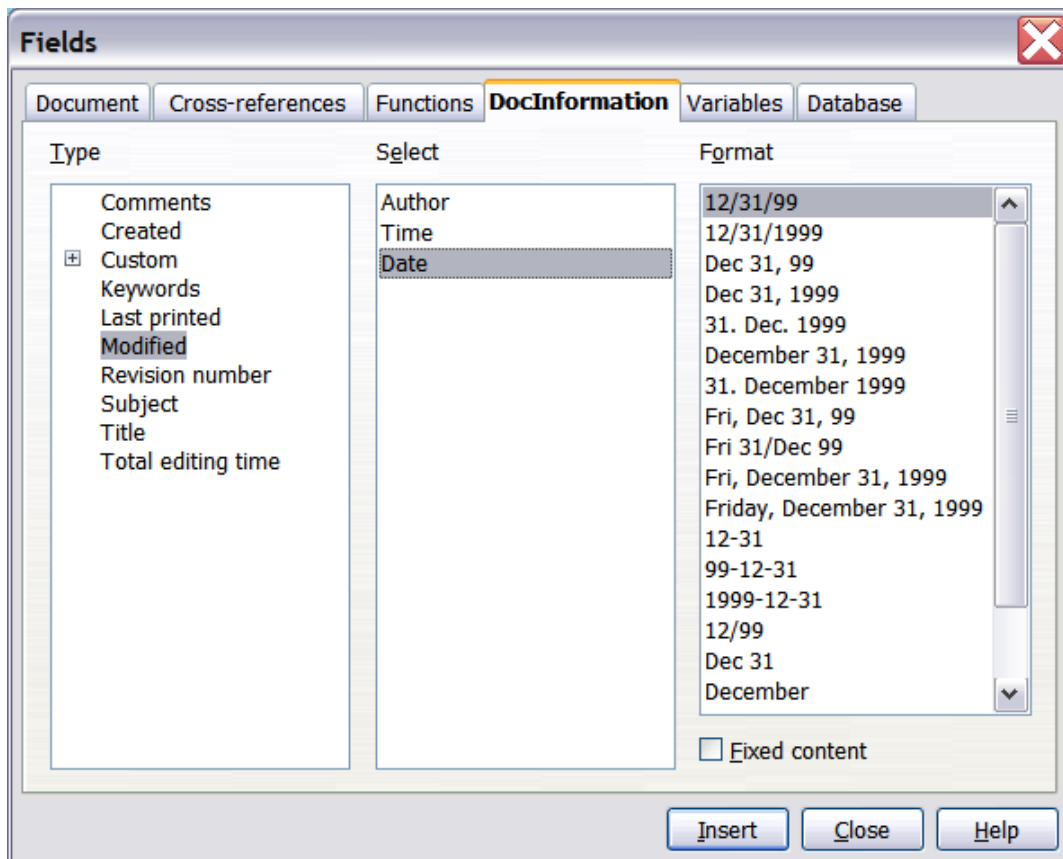 Fields
Document Cross-references Functions DocInformation Variables Database
Type
Comments
Created
Custom
Keywords
Last printed
Modified
Revision number
Subject
Title
Total editing time
Select
Author
Time
Date
Format
12/31/99
12/31/1999
Dec 31, 99
Dec 31, 1999
31. Dec. 1999
December 31, 1999
31. December 1999
Fri, Dec 31, 99
Fri 31/Dec 99
Fri, December 31, 1999
Friday, December 31, 1999
12-31
99-12-31
1999-12-31
12/99
Dec 31
December
Fixed content
Insert Close Help